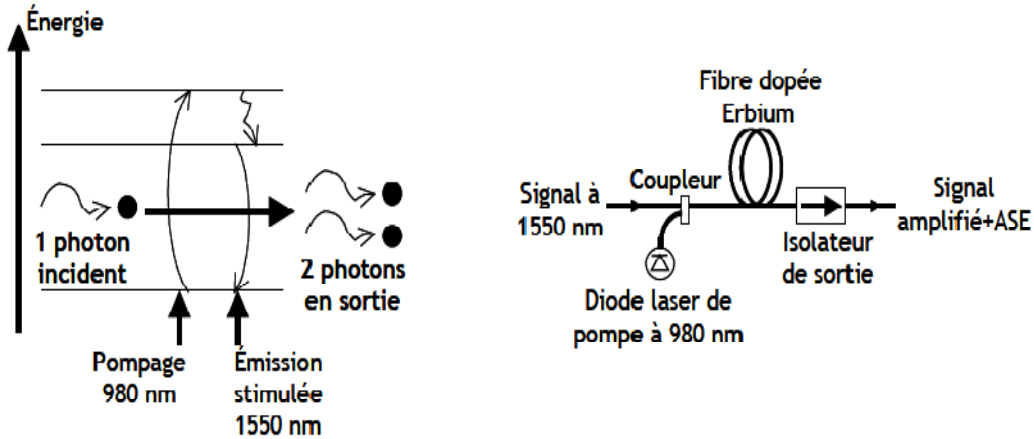 Énergie
1 photon
incident
2 photons
en sortie
Pompage
980 nm
Émission
stimulée
1550 nm
Fibre dopée
Erbium
Signal à
1550 nm
Coupleur
Diode laser de
pompe à 980 nm
Isolateur
de sortie
Signal
amplifié+ASE